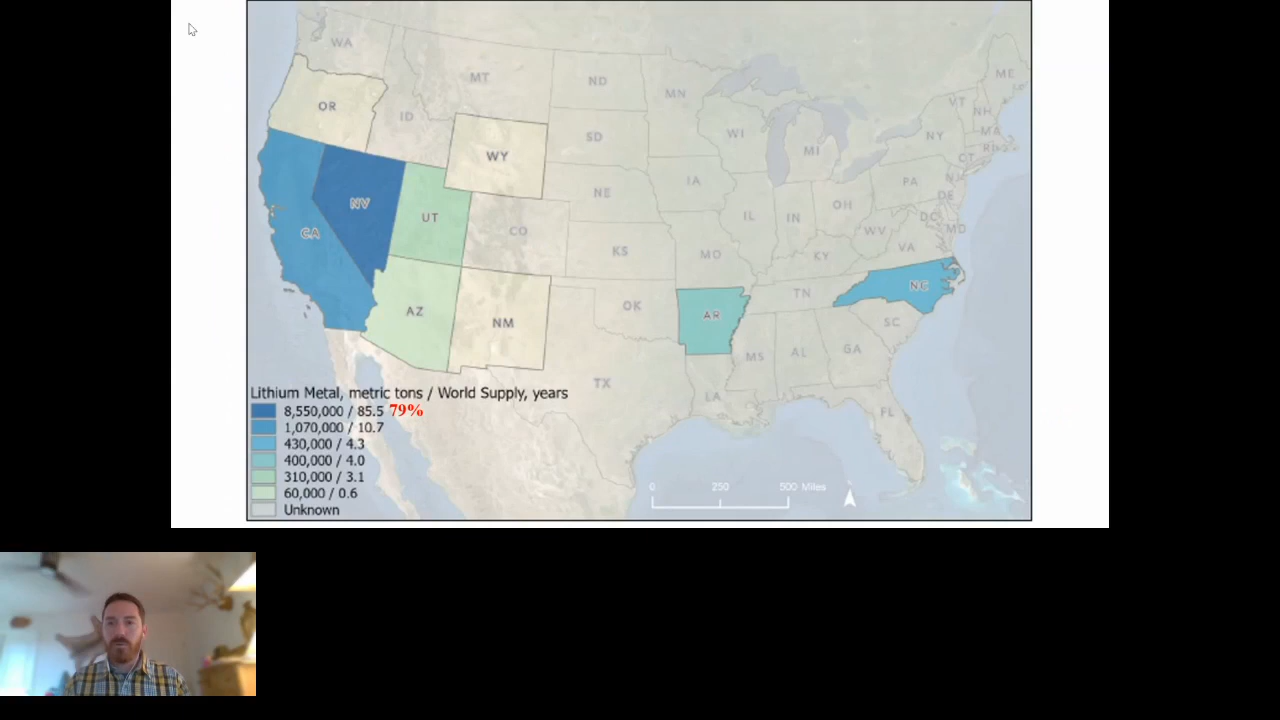 WA
MT
ND
MN
ME
OR
ID
VT
NH
SD
WI
NY
MA
WY
MI
RI
CT
NV
NE
IA
PA
NJ
UT
IL
IN
OH
DE
DC
CO
MD
CA
KS
MO
KY
WV
VA
NC
AZ
NM
OK
AR
TN
SC
MS
AL
GA
TX
LA
FL
Lithium Metal, metric tons / World Supply, years
8,550,000 / 85.5 79%
1,070,000 / 10.7
430,000 / 4.3
400,000 / 4.0
310,000 / 3.1
60,000 / 0.6
Unknown
0 250 500 Miles